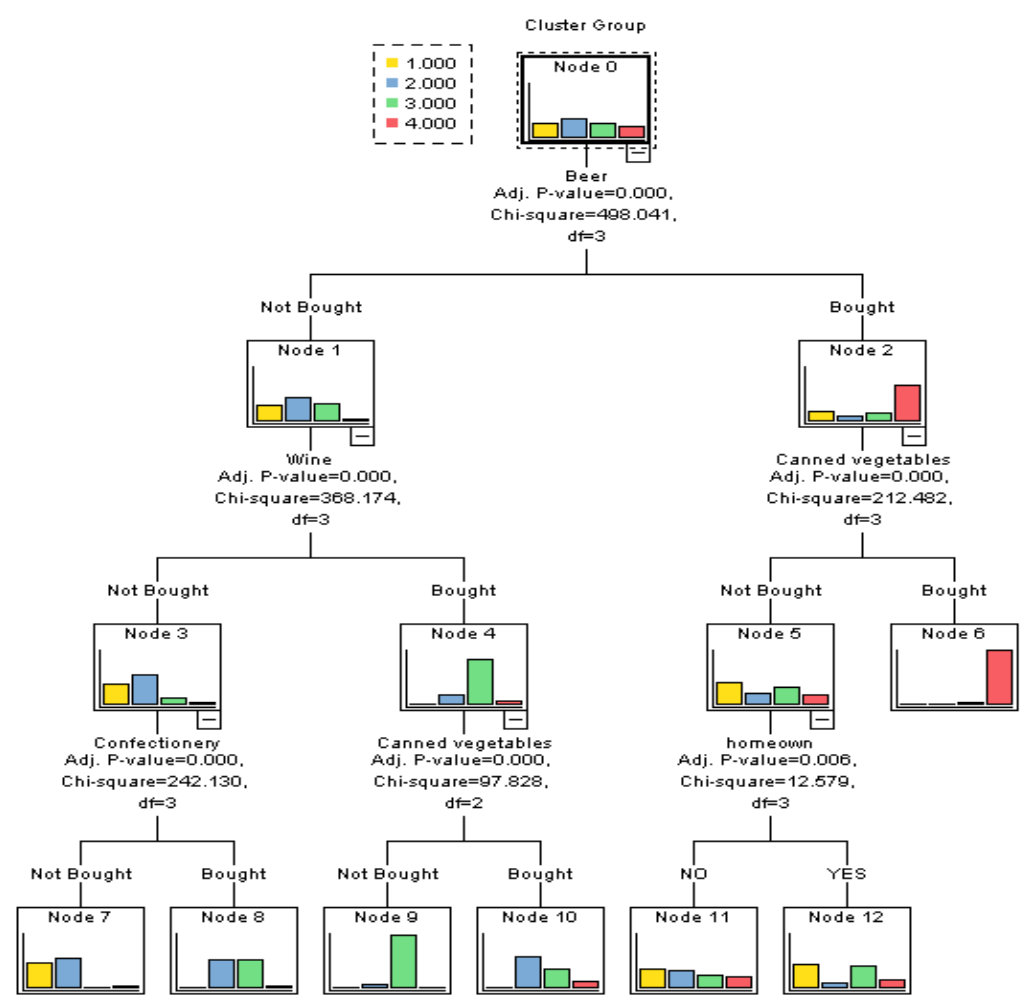 Cluster Group
1.000
2.000
3.000
4.000
Node 0
Beer
Adj. P-value=0.000,
Chi-square=498.041,
df=3
Not Bought
Bought
Node 1
Node 2
Wine
Adj. P-value=0.000,
Chi-square=368.174,
df=3
Canned vegetables
Adj. P-value=0.000,
Chi-square=212.482,
df=3
Not Bought
Bought
Not Bought
Bought
Node 3
Node 4
Node 5
Node 6
Confectionery
Adj. P-value=0.000,
Chi-square=242.130,
df=3
Canned vegetables
Adj. P-value=0.000,
Chi-square=97.828,
df=2
homeown
Adj. P-value=0.006,
Chi-square=12.579,
df=3
Not Bought
Bought
Not Bought
Bought
NO
YES
Node 7
Node 8
Node 9
Node 10
Node 11
Node 12